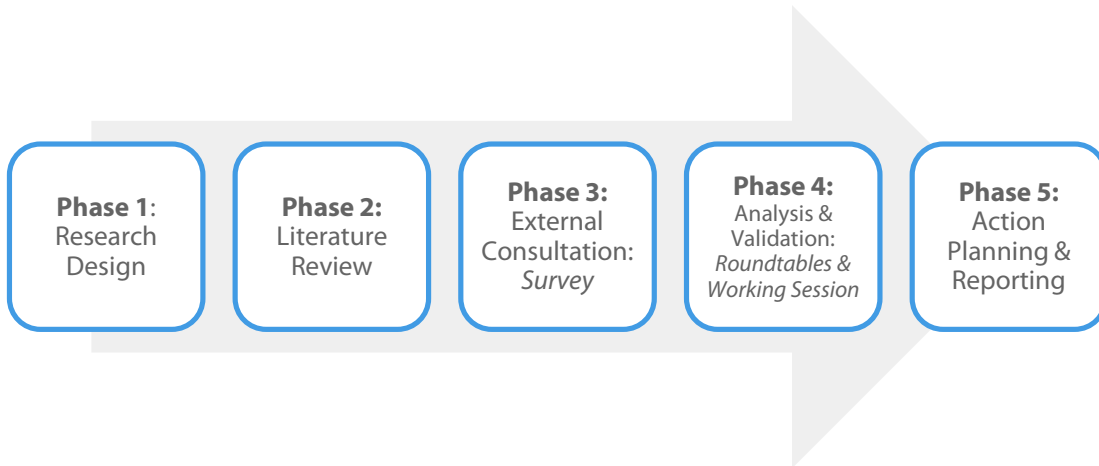 Phase 1:
Research
Design
Phase 2:
Literature
Review
Phase 3:
External
Consultation:
Survey
Phase 4:
Analysis &
Validation:
Roundtables &
Working Session
Phase 5:
Action
Planning &
Reporting